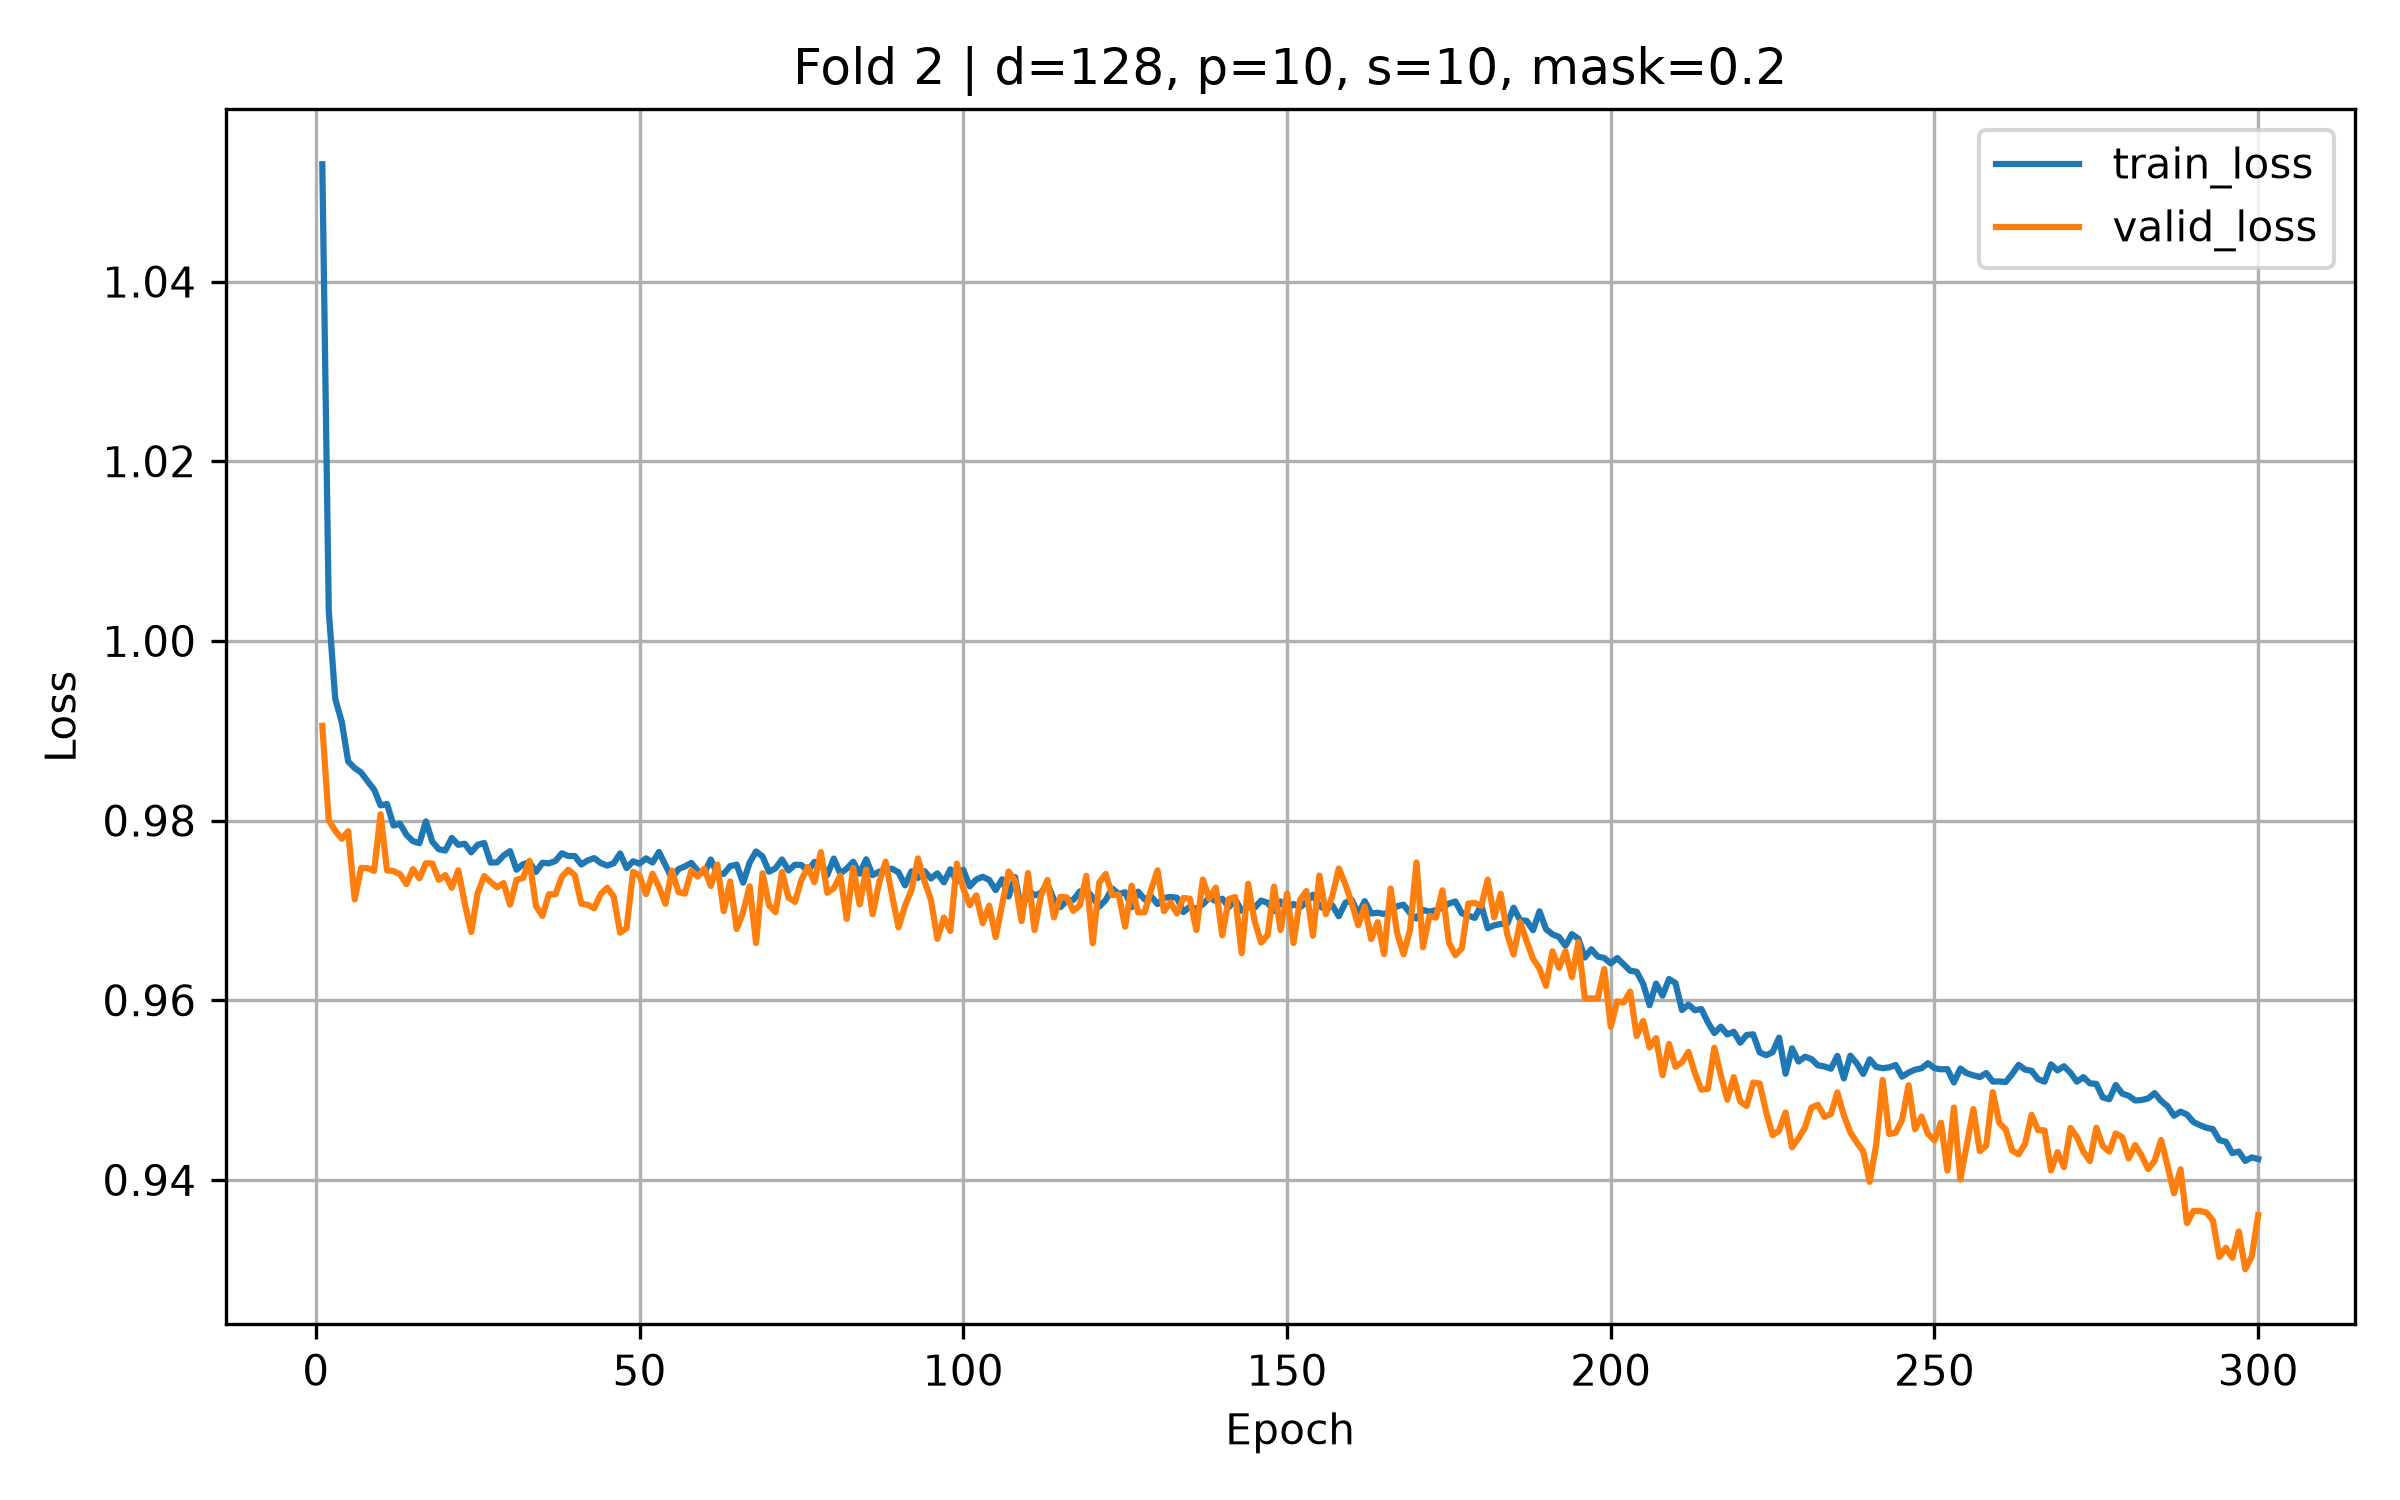 Fold 2 | d=128, p=10, s=10, mask=0.2
train_loss
valid_loss
1.04
1.02
1.00
0.98
0.96
0.94
Loss
0 50 100 150 200 250 300
Epoch